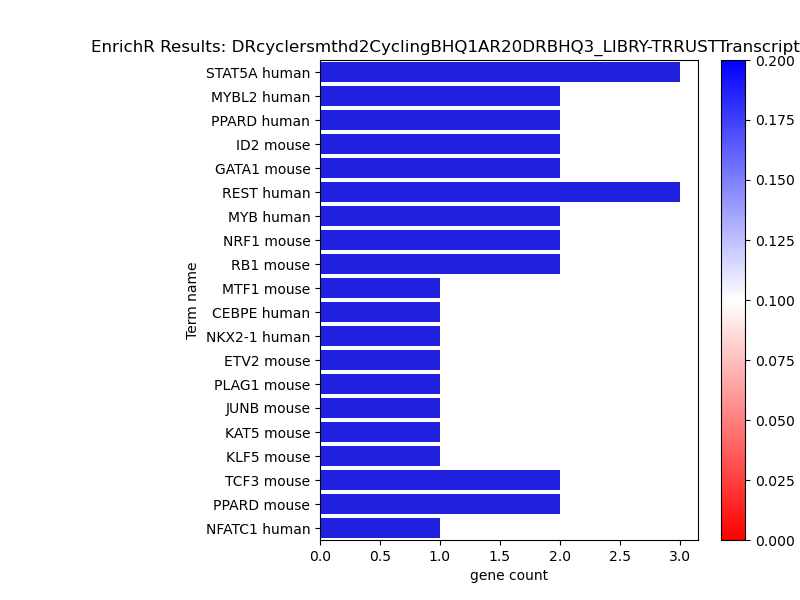 EnrichR Results: DRcyclersmthd2CyclingBHQ1AR20DRBHQ3_LIBRY-TRRUSTTranscript
STAT5A human
MYBL2 human
PPARD human
ID2 mouse
GATA1 mouse
REST human
MYB human
NRF1 mouse
RB1 mouse
MTF1 mouse
CEBPE human
NKX2-1 human
ETV2 mouse
PLAG1 mouse
JUNB mouse
KAT5 mouse
KLF5 mouse
TCF3 mouse
PPARD mouse
NFATC1 human
Term name
0.0 0.5 1.0 1.5 2.0 2.5 3.0
gene count
0.200
0.175
0.150
0.125
0.100
0.075
0.050
0.025
0.000